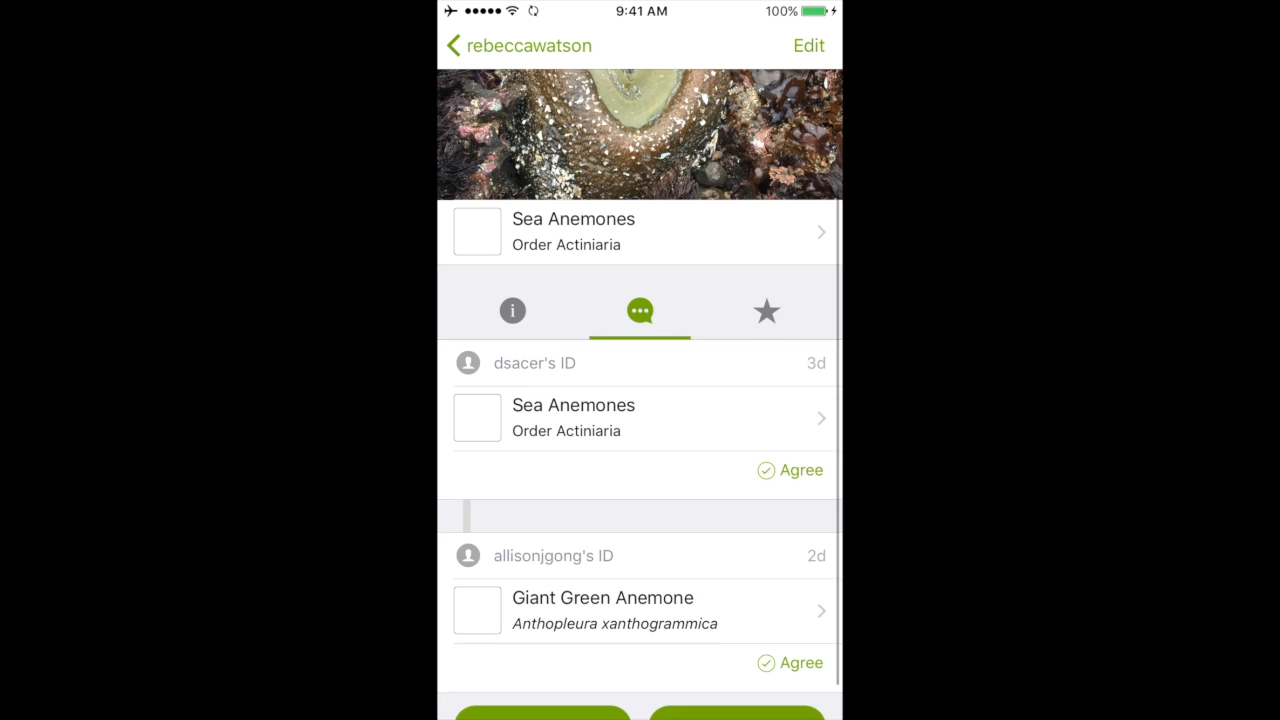 9:41 AM
100%
rebeccawatson
Edit
Sea Anemones
Order Actiniaria
dsacer's ID
3d
Sea Anemones
Order Actiniaria
Agree
allisonjgong's ID
2d
Giant Green Anemone
Anthopleura xanthogrammica
Agree